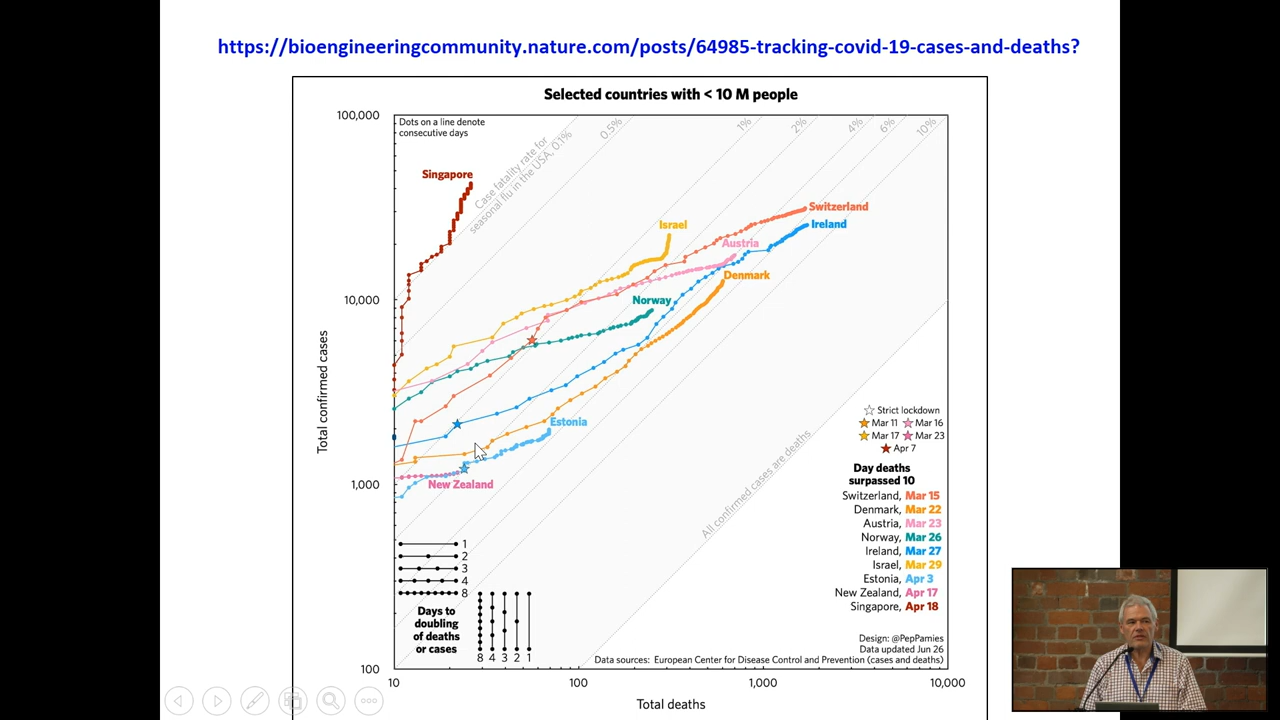 https://bioengineeringcommunity.nature.com/posts/64985-tracking-covid-19-cases-and-deaths?
Selected countries with < 10 M people
100,000
10,000
1,000
100
Total confirmed cases
Dots on a line denote
consecutive days
Case fatality rate for
seasonal flu in the USA, 0.1%
0.5%
1%
2%
4%
6%
10%
Singapore
Israel
Switzerland
Ireland
Austria
Denmark
Norway
Estonia
New Zealand
All confirmed cases are deaths
Strict lockdown
Mar 11 Mar 16
Mar 17 Mar 23
Apr 7
Day deaths
surpassed 10
Switzerland, Mar 15
Denmark, Mar 22
Austria, Mar 23
Norway, Mar 26
Ireland, Mar 27
Israel, Mar 29
Estonia, Apr 3
New Zealand, Apr 17
Singapore, Apr 18
1
2
3
4
8
Days to
doubling
of deaths
or cases
8 4 3 2 1
Design: @PepPamies
Data updated Jun 26
Data sources: European Center for Disease Control and Prevention (cases and deaths)
10
100
1,000
10,000
Total deaths